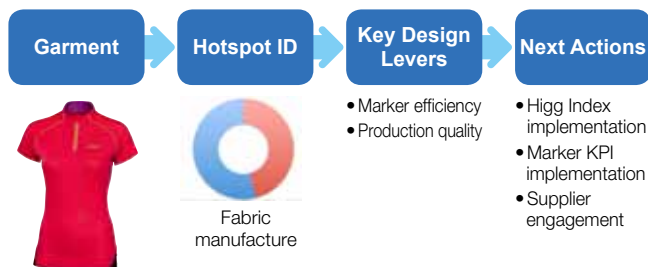 Garment
Hotspot ID
Key Design
Levers
Next Actions
Fabric
manufacture
• Marker efficiency
• Production quality
• Higg Index
implementation
• Marker KPI
implementation
• Supplier
engagement